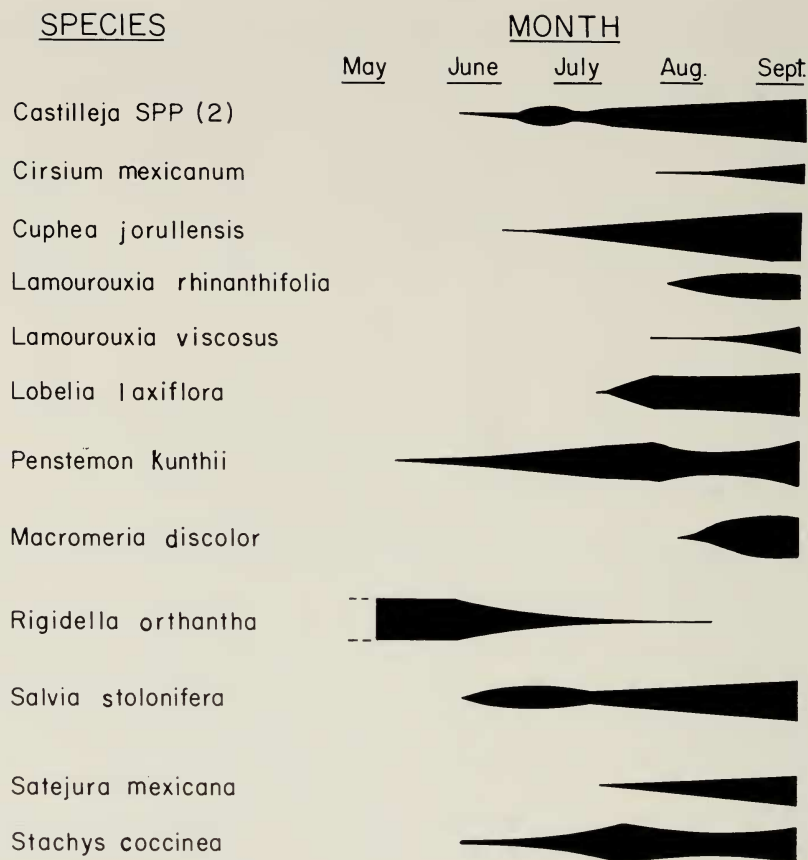 SPECIES MONTH
May June July Aug. Sept.
Castilleja SPP (2)
Cirsium mexicanum
Cuphea jorullensis
Lamourouxia rhinanthifolia
Lamourouxia viscosus
Lobelia laxiflora
Penstemon Kunthii
Macromeria discolor
Rigidella orthantha
Salvia stolonifera
Satejura mexicana
Stachys coccinea